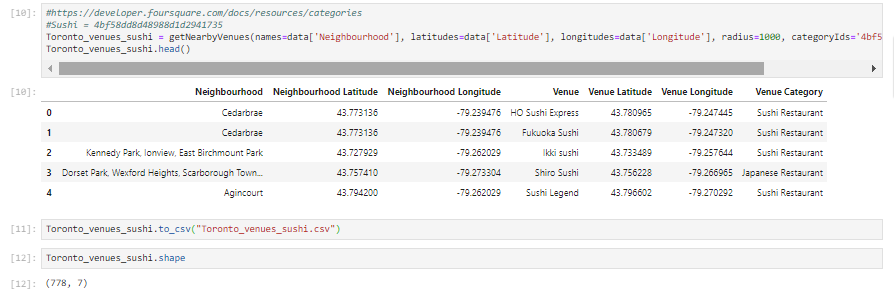 [10]: #https://developer.foursquare.com/docs/resources/categories
#Sushi = 4bf58dd8d48988d1d2941735
Toronto_venues_sushi = getNearbyVenues(names=data['Neighbourhood'], latitudes=data['Latitude'], longitudes=data['Longitude'], radius=1000, categoryIds='4bf5
Toronto_venues_sushi.head()
[10]: Neighbourhood Neighbourhood Latitude Neighbourhood Longitude Venue Venue Latitude Venue Longitude Venue Category
0 Cedarbrae 43.773136 -79.239476 HO Sushi Express 43.780965 -79.247445 Sushi Restaurant
1 Cedarbrae 43.773136 -79.239476 Fukuoka Sushi 43.780679 -79.247320 Sushi Restaurant
2 Kennedy Park, Ionview, East Birchmount Park 43.727929 -79.262029 Ikki sushi 43.733489 -79.257644 Sushi Restaurant
3 Dorset Park, Wexford Heights, Scarborough Town... 43.757410 -79.273304 Shiro Sushi 43.756228 -79.266965 Japanese Restaurant
4 Agincourt 43.794200 -79.262029 Sushi Legend 43.796602 -79.270292 Sushi Restaurant
[11]: Toronto_venues_sushi.to_csv("Toronto_venues_sushi.csv")
[12]: Toronto_venues_sushi.shape
[12]: (778, 7)